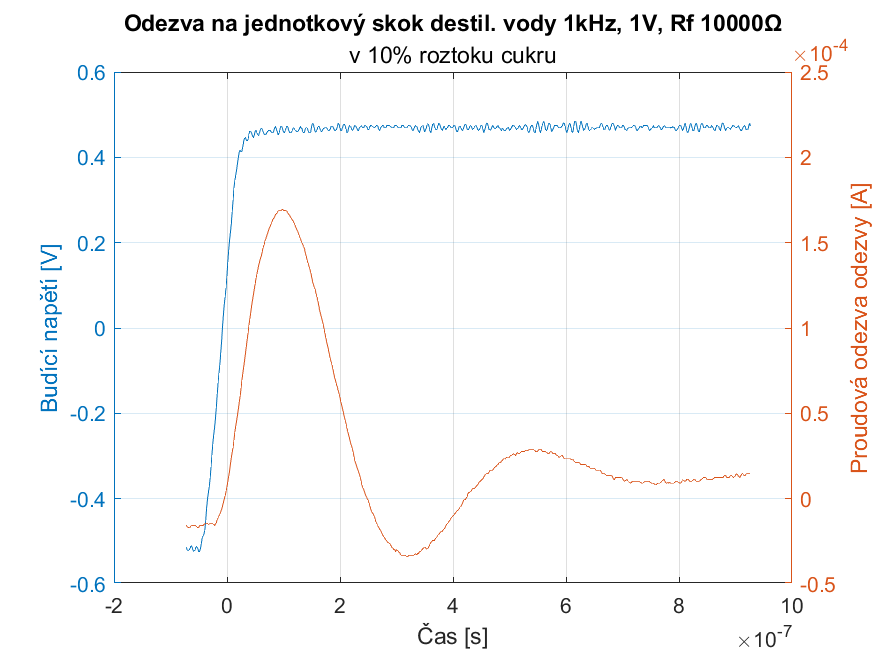 Odezva na jednotkový skok destil. vody 1kHz, 1V, Rf 10000Ω
v 10% roztoku cukru
×10⁻⁴
0.6
0.4
0.2
0
-0.2
-0.4
-0.6
Budící napětí [V]
2.5
2
1.5
1
0.5
0
-0.5
Proudová odezva odezvy [A]
-2 0 2 4 6 8 10
Čas [s]
×10⁻⁷